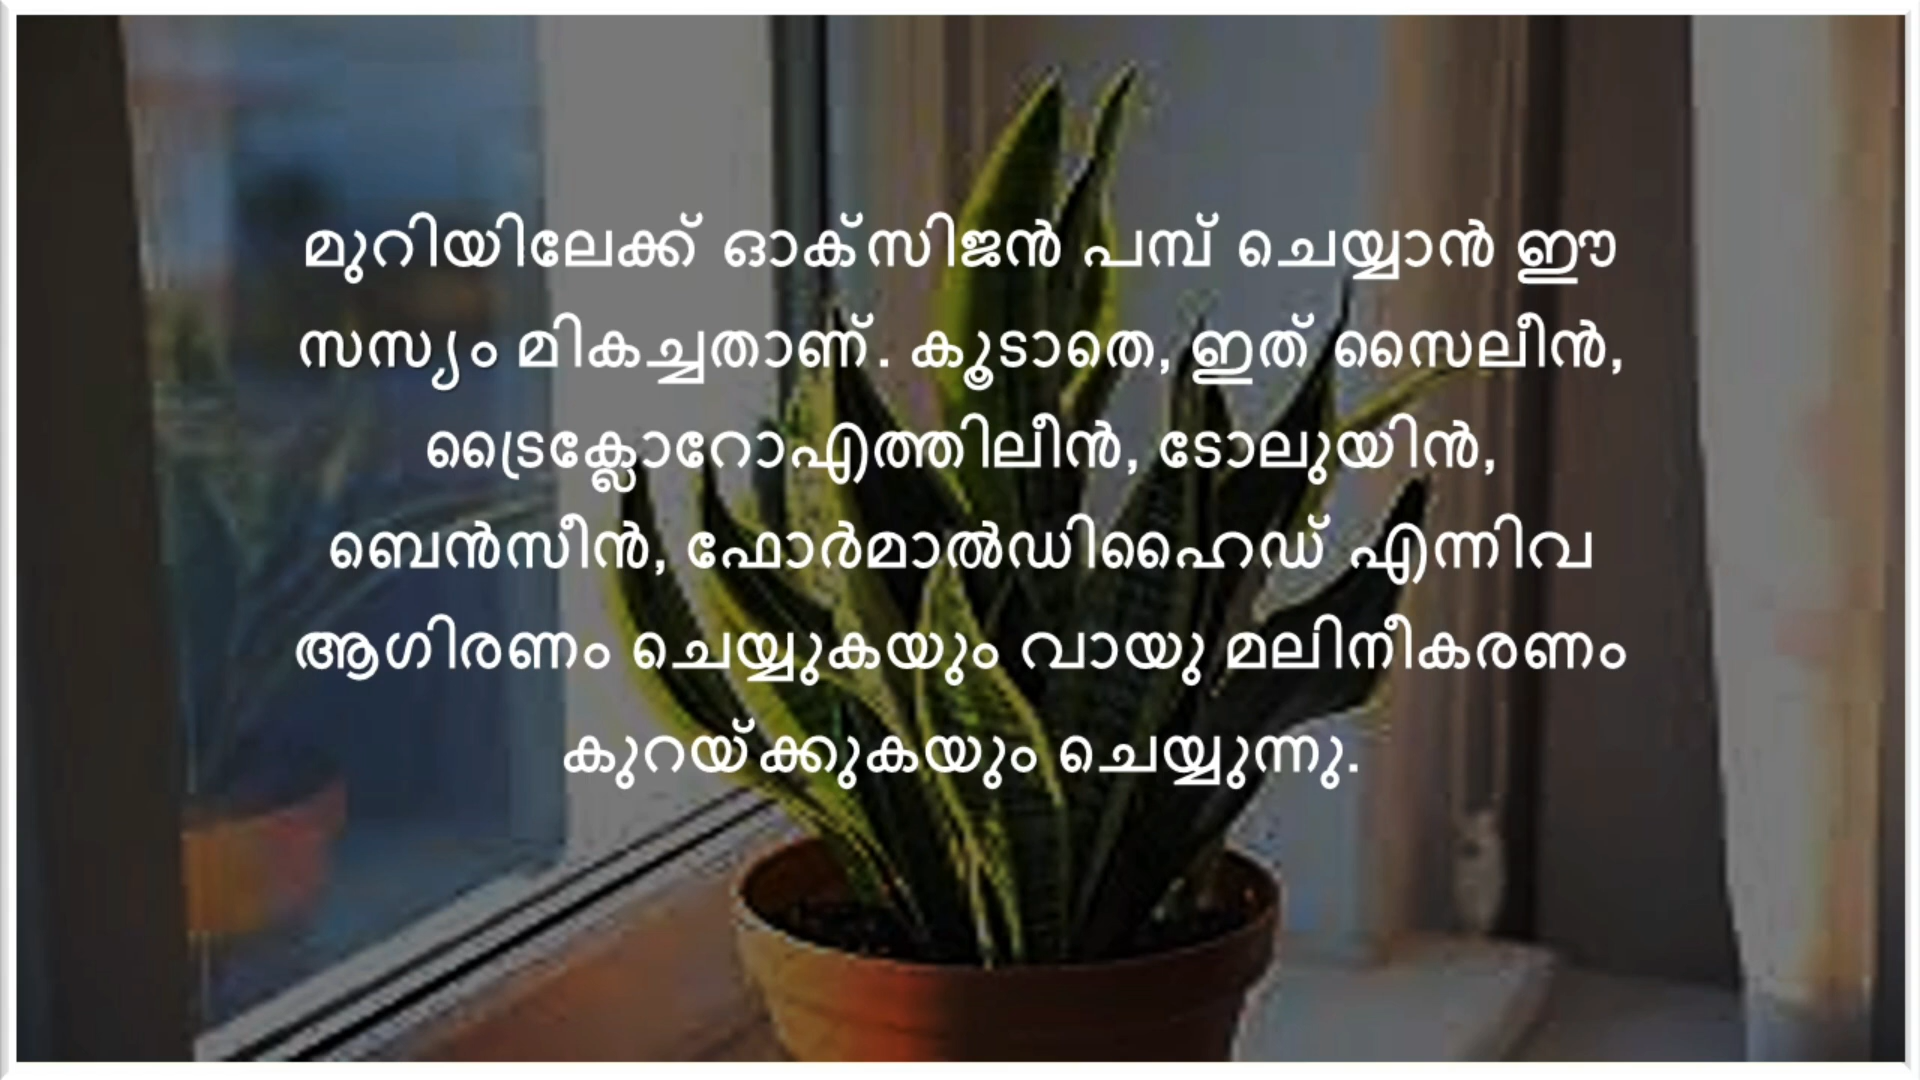 മുറിയിലേക്ക് ഓക്സിജൻ പമ്പ് ചെയ്യാൻ ഈ
സസ്യം മികച്ചതാണ്. കൂടാതെ, ഇത് സൈലീൻ,
ട്രൈക്ലോറോഎത്തിലീൻ, ടോലുയിൻ,
ബെൻസീൻ, ഫോർമാൽഡിഹൈഡ് എന്നിവ
ആഗിരണം ചെയ്യുകയും വായു മലിനീകരണം
കുറയ്ക്കുകയും ചെയ്യുന്നു.